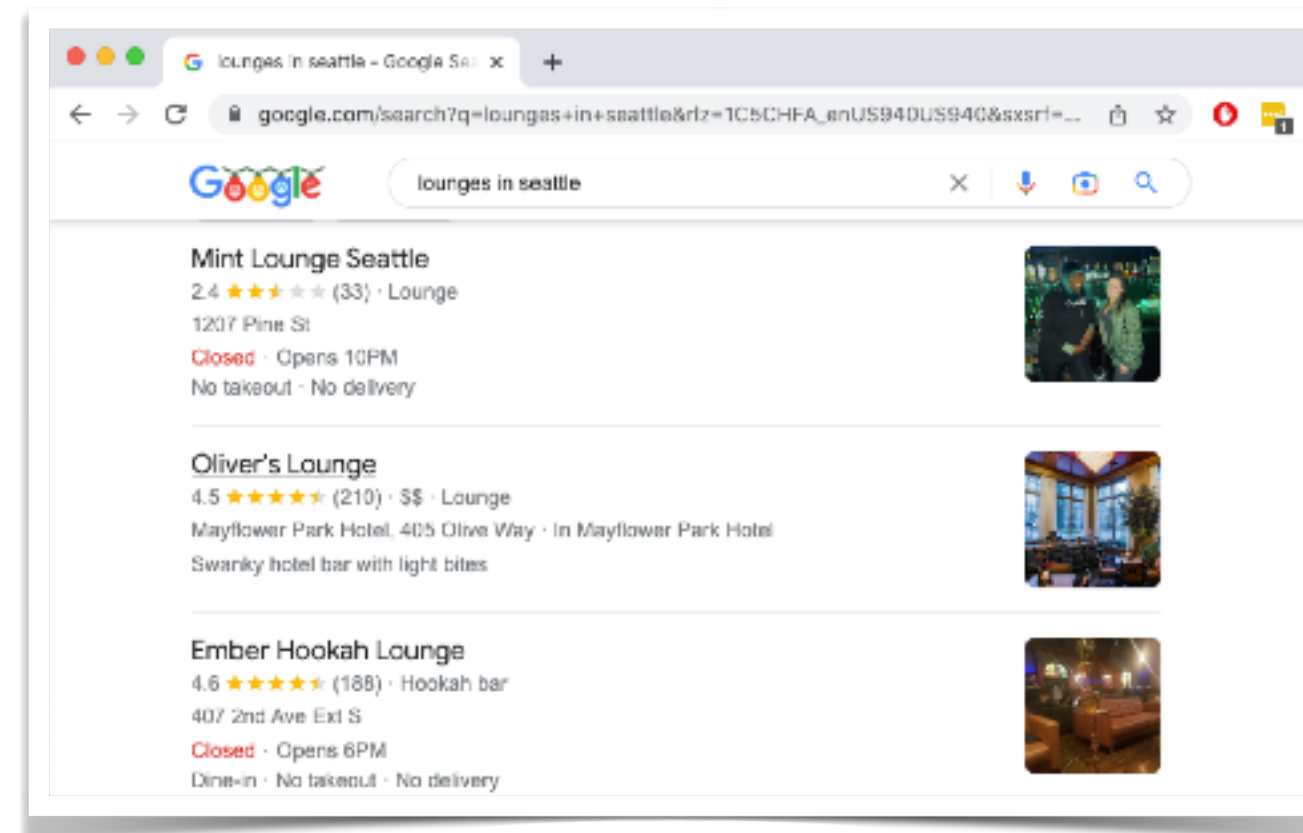 lounges in seattle - Google Sea
google.com/search?q=lounges+in+seattle&rlz=1C5CHFA_enUS940US940&sxsrf=...
1
Google
lounges in seattle
Mint Lounge Seattle
2.4 (33) · Lounge
1207 Pine St
Closed · Opens 10PM
No takeout · No delivery
Oliver's Lounge
4.5 (210) · $$ · Lounge
Mayflower Park Hotel, 405 Olive Way · In Mayflower Park Hotel
Swanky hotel bar with light bites
Ember Hookah Lounge
4.6 (188) · Hookah bar
407 2nd Ave Ext S
Closed · Opens 6PM
Dine-in · No takeout · No delivery